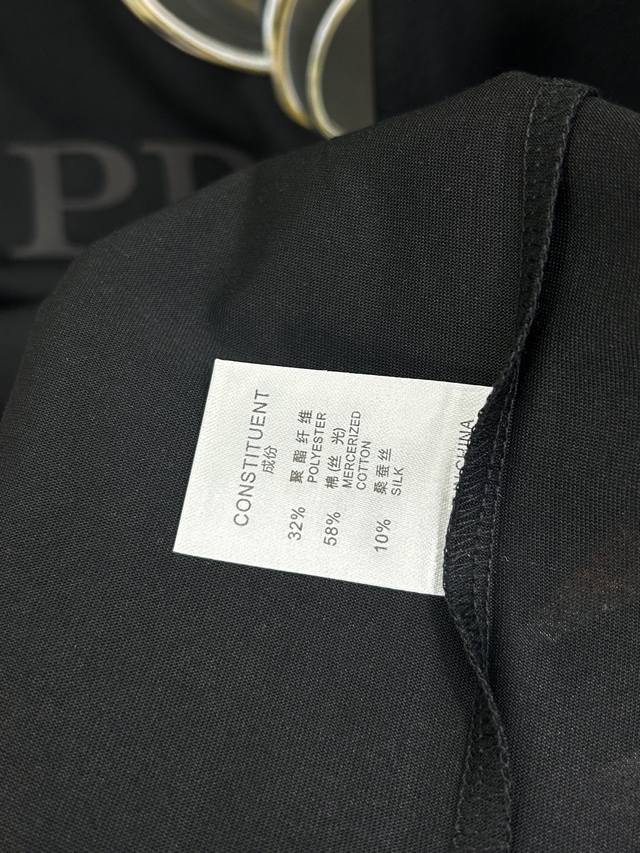 CONSTITUENT
成份
32% 聚酯纤维
POLYESTER
58% 棉(丝光)
MERCERIZED
COTTON
10% 桑蚕丝
SILK
CHINA